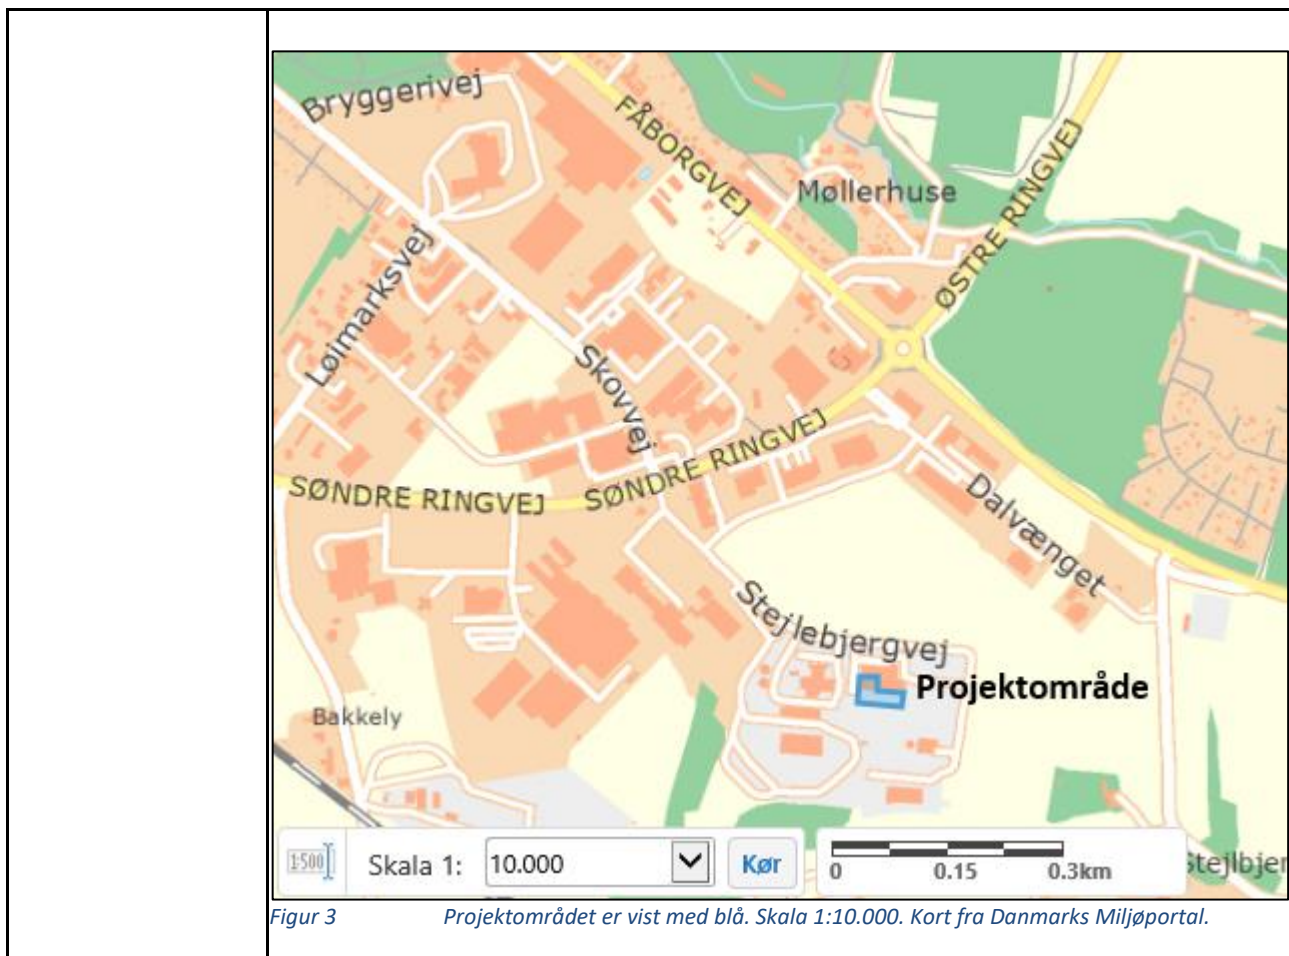 Bryggerivej
FÅBORGVEJ
Møllerhuse
ØSTRE RINGVEJ
Løimarksvej
Skovvej
SØNDRE RINGVEJ
SØNDRE RINGVEJ
Dalvænget
Stejlebjergvej
Projektområde
Bakkely
1:500
Skala 1:
10.000
Kør
0
0.15
0.3km
Stejlbjer
Figur 3 Projektområdet er vist med blå. Skala 1:10.000. Kort fra Danmarks Miljøportal.